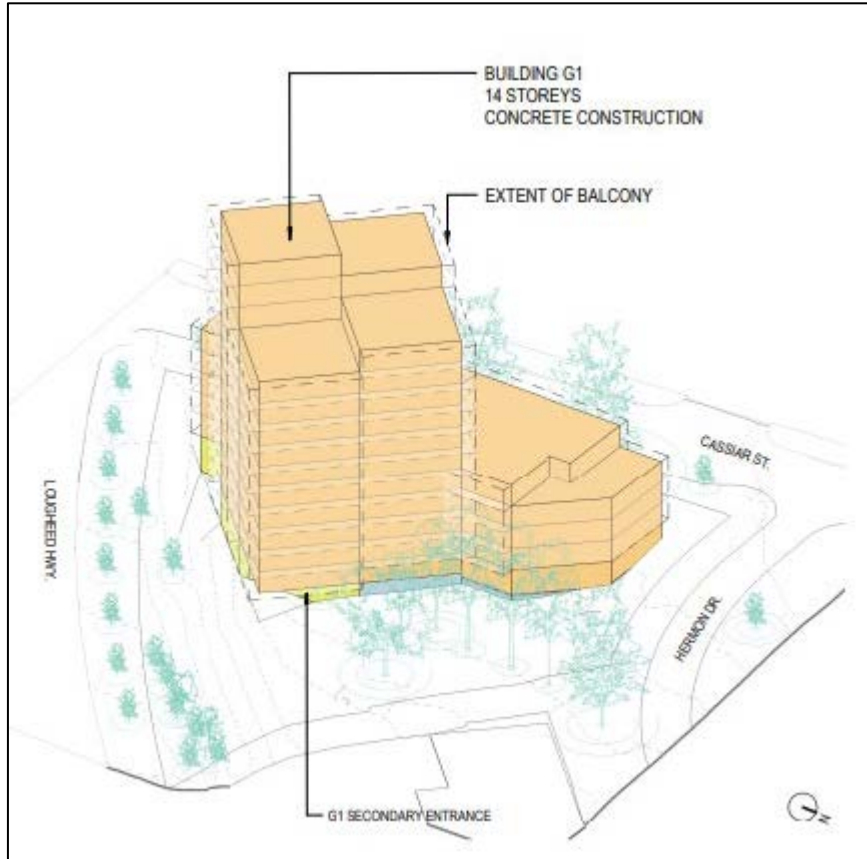 BUILDING G1
14 STOREYS
CONCRETE CONSTRUCTION
EXTENT OF BALCONY
CASSIAR ST.
LOUGHEED HWY.
HERMON DR.
G1 SECONDARY ENTRANCE
N